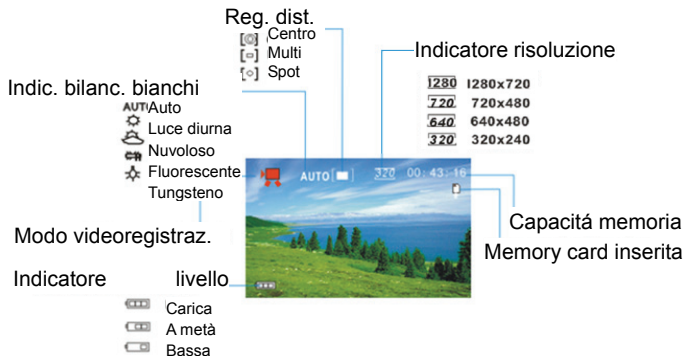 Reg. dist.
Centro
Multi
Spot
Indicatore risoluzione
1280 1280x720
720 720x480
640 640x480
320 320x240
Indic. bilanc. bianchi
AUTO Auto
Luce diurna
Nuvoloso
Fluorescente
Tungsteno
AUTO 320 00:43:16
Capacitá memoria
Memory card inserita
Modo videoregistraz.
Indicatore livello
Carica
A metà
Bassa